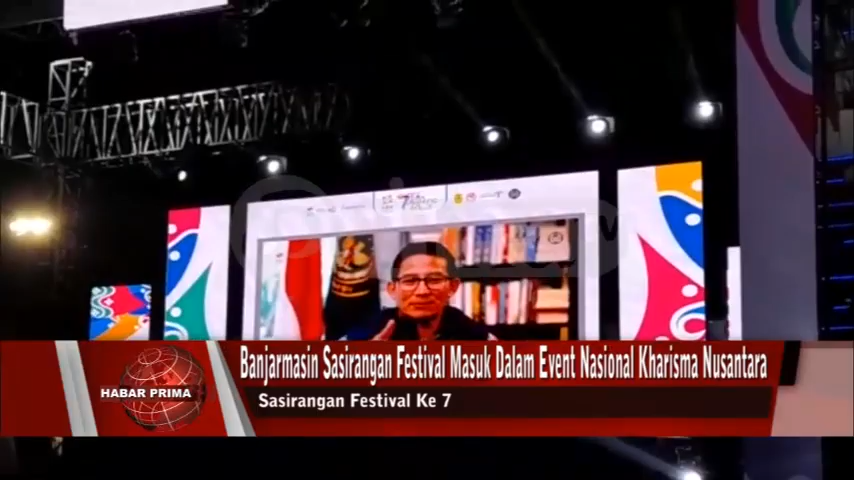 Banjarmasin Sasirangan Festival Masuk Dalam Event Nasional Kharisma Nusantara
HABAR PRIMA
Sasirangan Festival Ke 7